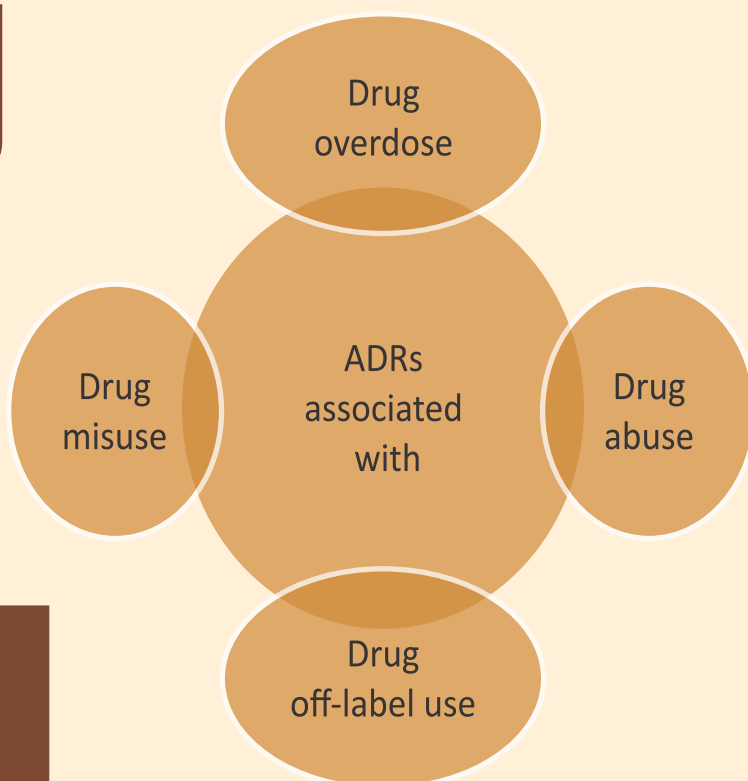 Drug
overdose
ADRs
associated
with
Drug
misuse
Drug
abuse
Drug
off-label use